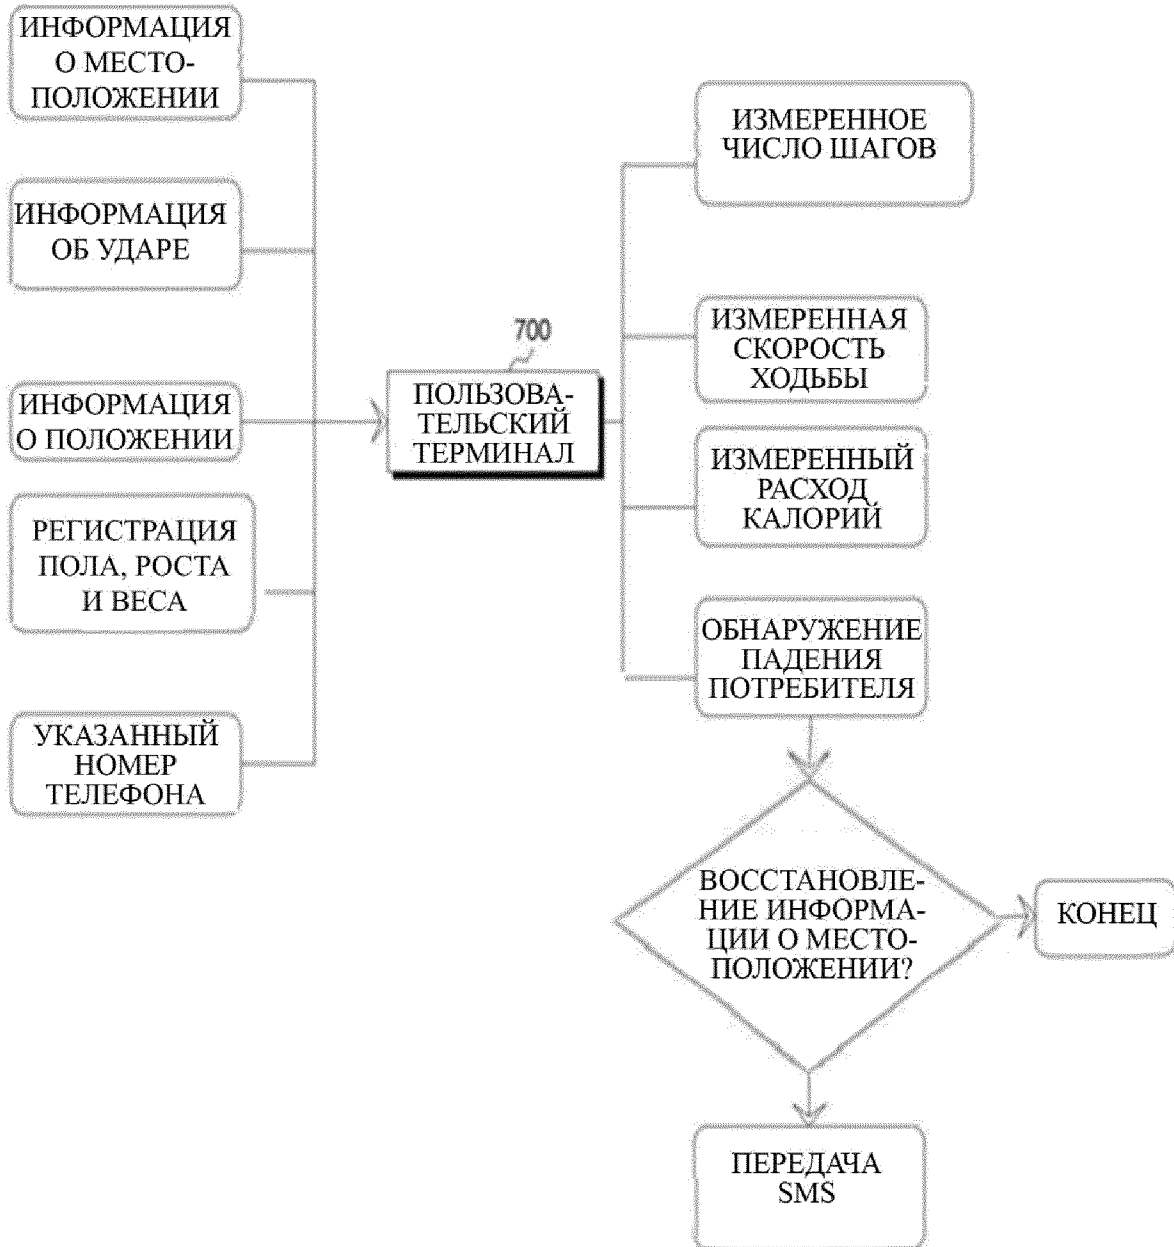 ИНФОРМАЦИЯ
О МЕСТО-
ПОЛОЖЕНИИ
ИНФОРМАЦИЯ
ОБ УДАРЕ
ИНФОРМАЦИЯ
О ПОЛОЖЕНИИ
РЕГИСТРАЦИЯ
ПОЛА, РОСТА
И ВЕСА
УКАЗАННЫЙ
НОМЕР
ТЕЛЕФОНА
700
ПОЛЬЗОВА-
ТЕЛЬСКИЙ
ТЕРМИНАЛ
ИЗМЕРЕННОЕ
ЧИСЛО ШАГОВ
ИЗМЕРЕННАЯ
СКОРОСТЬ
ХОДЬБЫ
ИЗМЕРЕННЫЙ
РАСХОД
КАЛОРИЙ
ОБНАРУЖЕНИЕ
ПАДЕНИЯ
ПОТРЕБИТЕЛЯ
ВОССТАНОВЛЕ-
НИЕ ИНФОРМА-
ЦИИ О МЕСТО-
ПОЛОЖЕНИИ?
КОНЕЦ
ПЕРЕДАЧА
SMS